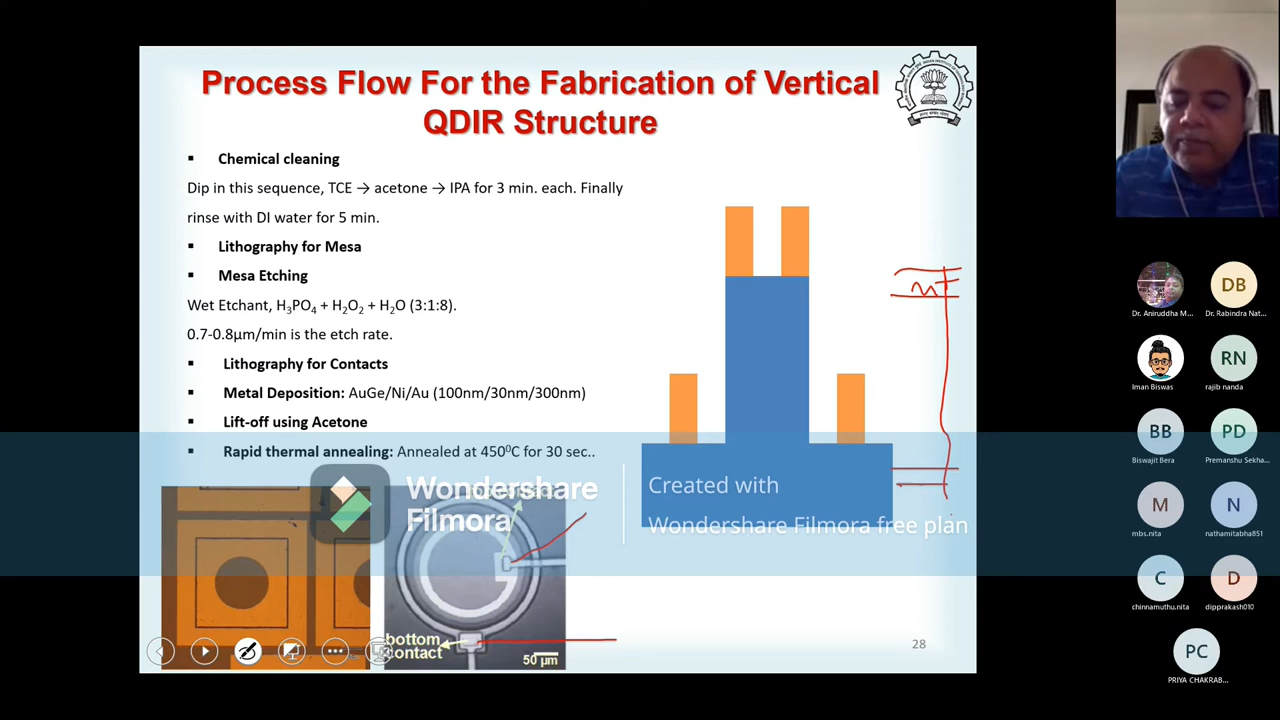 Process Flow For the Fabrication of Vertical
QDIR Structure
▪ Chemical cleaning
Dip in this sequence, TCE → acetone → IPA for 3 min. each. Finally
rinse with DI water for 5 min.
▪ Lithography for Mesa
▪ Mesa Etching
Wet Etchant, H₃PO₄ + H₂O₂ + H₂O (3:1:8).
0.7-0.8μm/min is the etch rate.
▪ Lithography for Contacts
▪ Metal Deposition: AuGe/Ni/Au (100nm/30nm/300nm)
▪ Lift-off using Acetone
▪ Rapid thermal annealing: Annealed at 450⁰C for 30 sec..
Wondershare
Filmora
Created with
Wondershare Filmora free plan
bottom
contact
50 μm
28
Dr. Aniruddha M...
DB
Dr. Rabindra Nat...
Iman Biswas
RN
rajib nanda
BB
Biswajit Bera
PD
Premanshu Sekha...
M
mbs.nita
N
nathamitabha851
C
chinnamuthu.nita
D
dipprakash010
PC
PRIYA CHAKRAB...